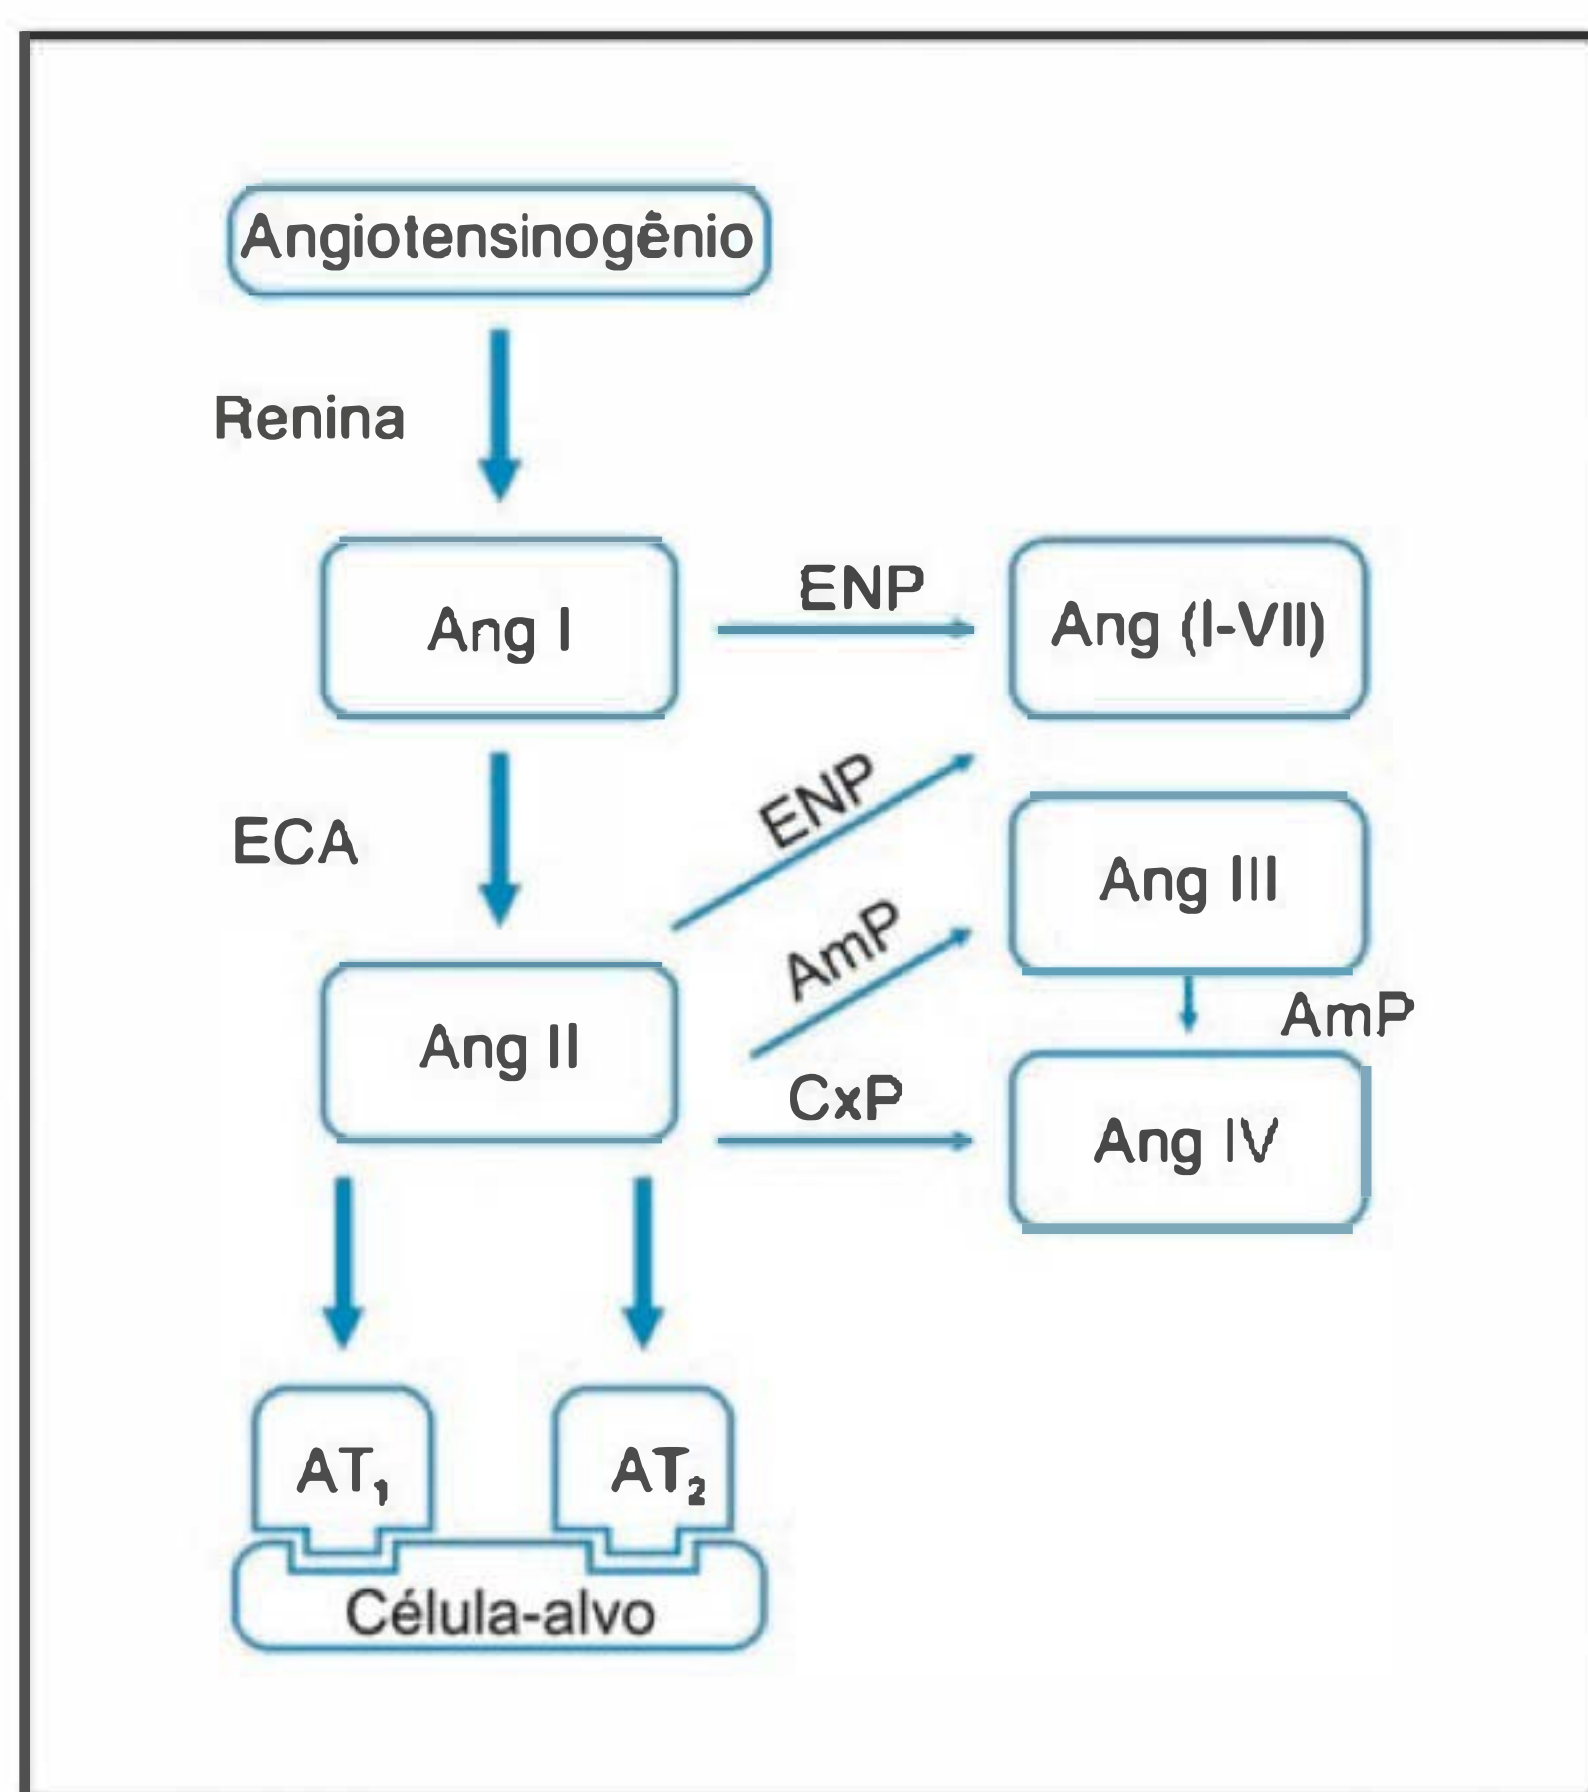 Angiotensinogênio
Renina
Ang I
ENP
Ang (I-VII)
ECA
ENP
Ang III
AmP
AmP
Ang II
CxP
Ang IV
AT₁
AT₂
Célula-alvo